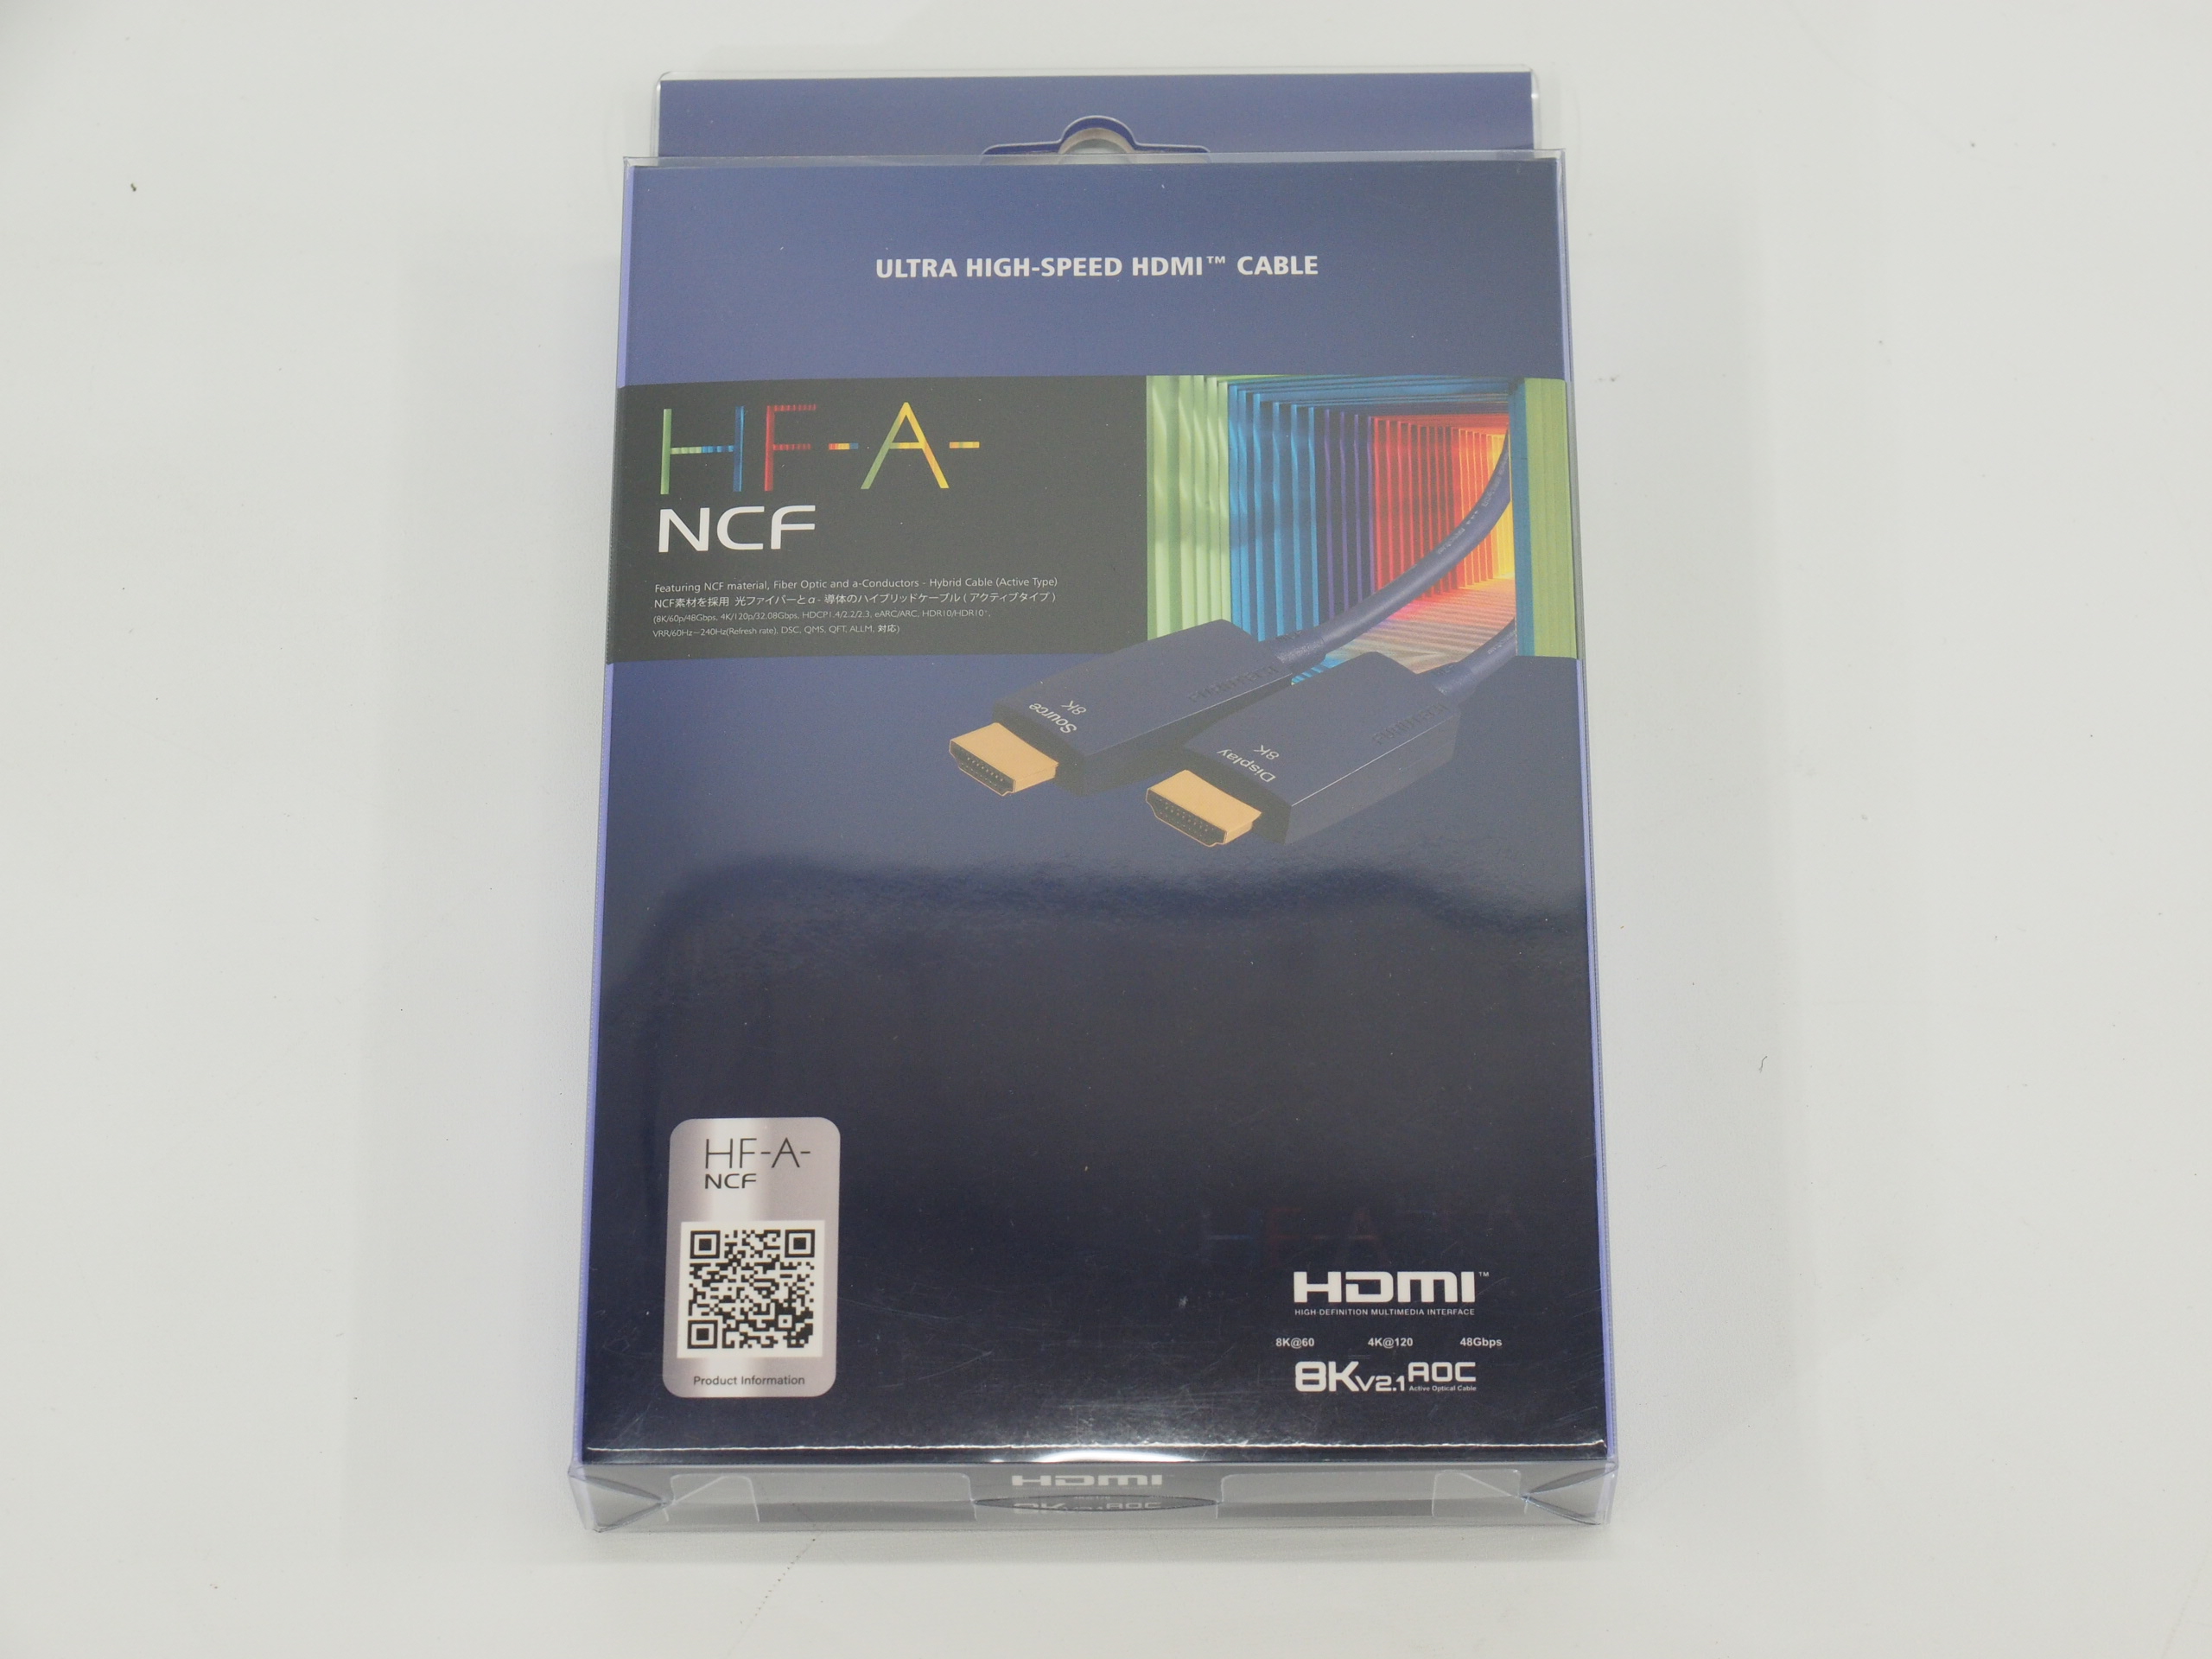 ULTRA HIGH-SPEED HDMI™ CABLE
HF-A-
NCF
Featuring NCF material, Fiber Optic and a-Conductors - Hybrid Cable (Active Type)
NCF素材を採用 光ファイバーとα- 導体のハイブリッドケーブル ( アクティブタイプ )
(8K/60p/48Gbps, 4K/120p/32.08Gbps, HDCP1.4/2.2/2.3, eARC/ARC, HDR10/HDR10⁺,
VRR/60Hz~240Hz(Refresh rate), DSC, QMS, QFT, ALLM, 対応)
Source
8K
Display
8K
HF-A-
NCF
Product Information
HDMI™
HIGH-DEFINITION MULTIMEDIA INTERFACE
8K@60 4K@120 48Gbps
8KV2.1 AOC
Active Optical Cable
HDMI